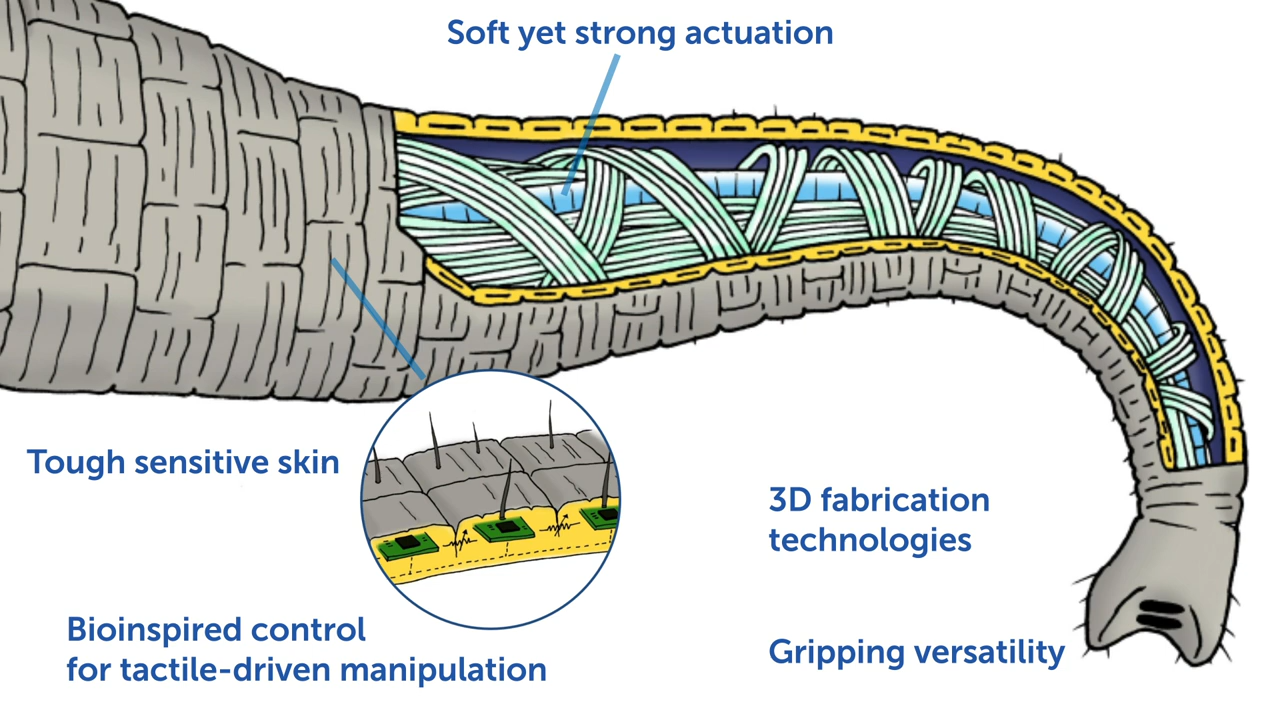 Soft yet strong actuation
Tough sensitive skin
3D fabrication
technologies
Bioinspired control
for tactile-driven manipulation
Gripping versatility